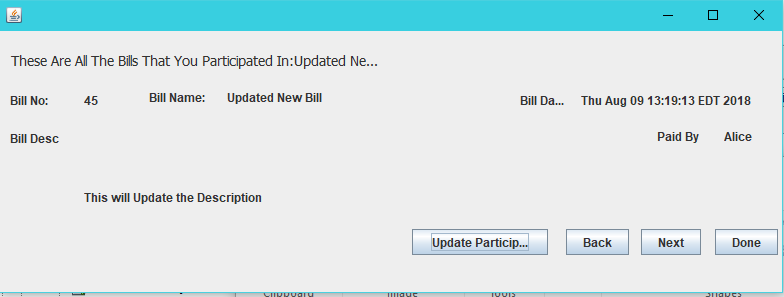 These Are All The Bills That You Participated In:Updated Ne...
Bill No: 45 Bill Name: Updated New Bill Bill Da... Thu Aug 09 13:19:13 EDT 2018
Bill Desc Paid By Alice
This will Update the Description
Update Particip... Back Next Done
Clipboard Image Tools Shapes